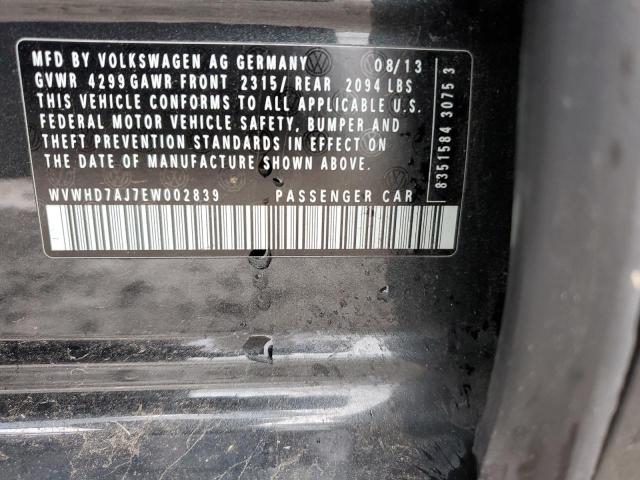 MFD BY VOLKSWAGEN AG GERMANY 08/13
GVWR 4299 GAWR FRONT 2315/ REAR 2094 LBS
THIS VEHICLE CONFORMS TO ALL APPLICABLE U.S.
FEDERAL MOTOR VEHICLE SAFETY, BUMPER AND
THEFT PREVENTION STANDARDS IN EFFECT ON
THE DATE OF MANUFACTURE SHOWN ABOVE.
WVWHD7AJ7EW002839 PASSENGER CAR
8351584 3075 3